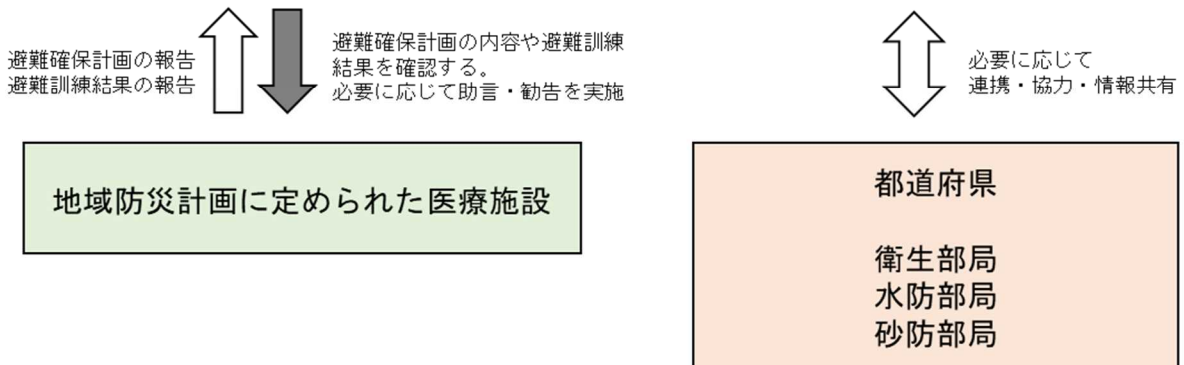 避難確保計画の報告
避難訓練結果の報告
避難確保計画の内容や避難訓練
結果を確認する。
必要に応じて助言・勧告を実施
必要に応じて
連携・協力・情報共有
地域防災計画に定められた医療施設
都道府県
衛生部局
水防部局
砂防部局